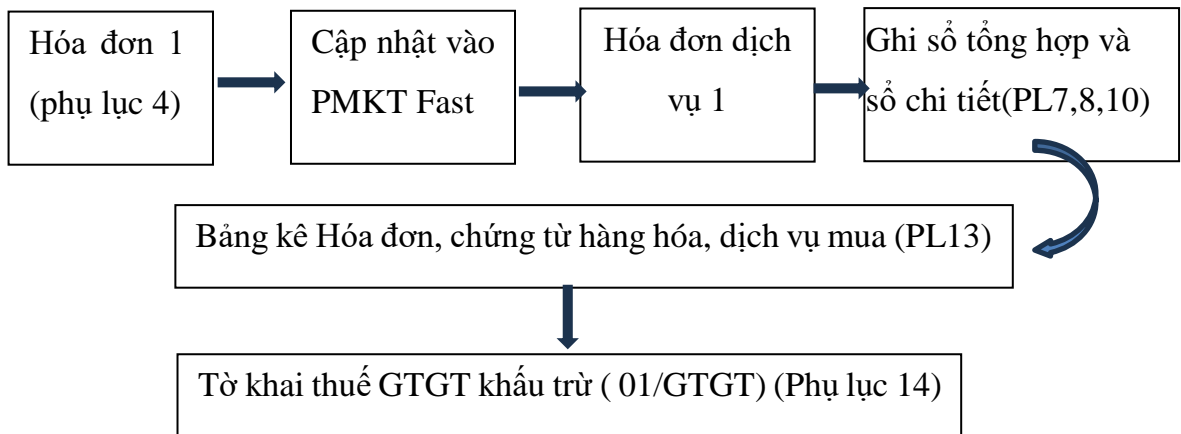 Hóa đơn 1
(phụ lục 4)
Cập nhật vào
PMKT Fast
Hóa đơn dịch
vụ 1
Ghi sổ tổng hợp và
sổ chi tiết(PL7,8,10)
Bảng kê Hóa đơn, chứng từ hàng hóa, dịch vụ mua (PL13)
Tờ khai thuế GTGT khấu trừ ( 01/GTGT) (Phụ lục 14)